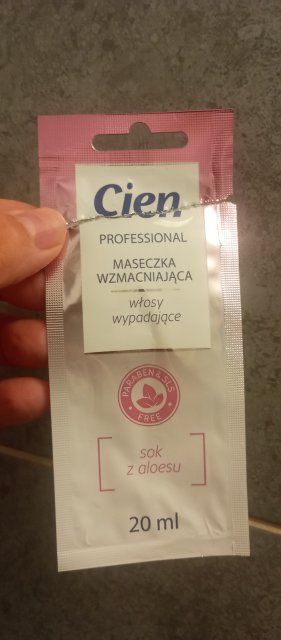 Cien
PROFESSIONAL
MASECZKA
WZMACNIAJĄCA
włosy
wypadające
PARABEN & SLS
FREE
sok
z aloesu
20 ml